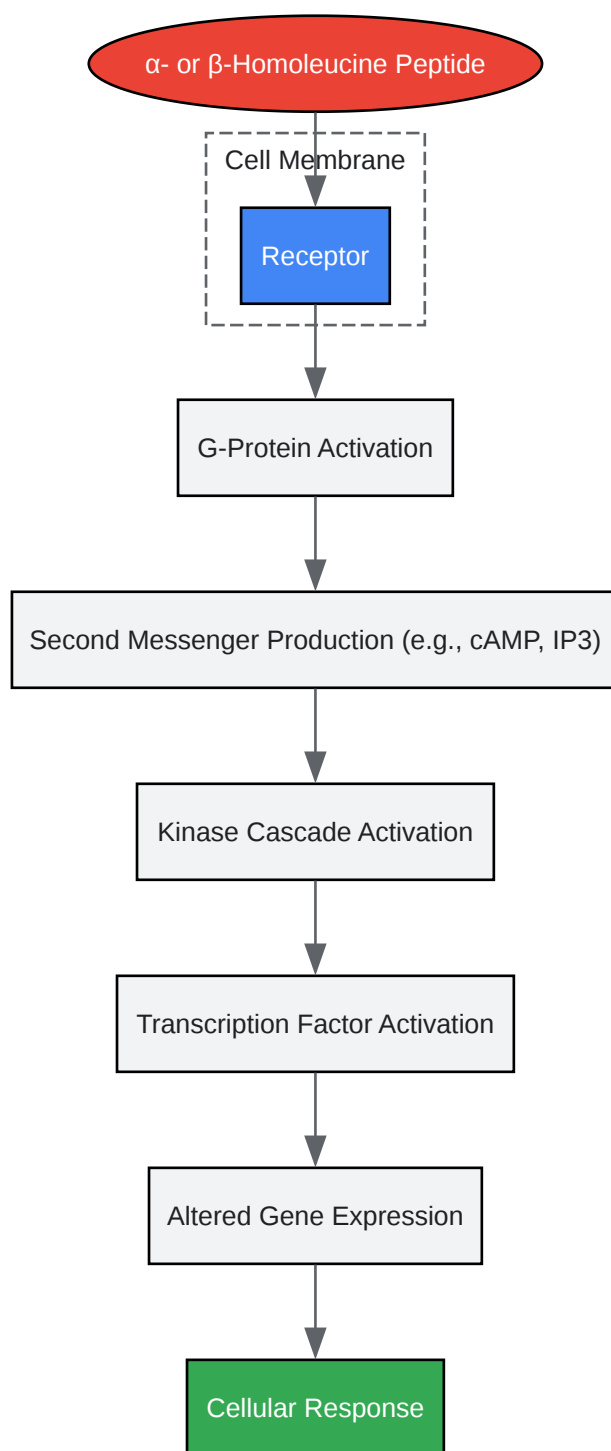 α- or β-Homoleucine Peptide
Cell Membrane
Receptor
G-Protein Activation
Second Messenger Production (e.g., cAMP, IP3)
Kinase Cascade Activation
Transcription Factor Activation
Altered Gene Expression
Cellular Response